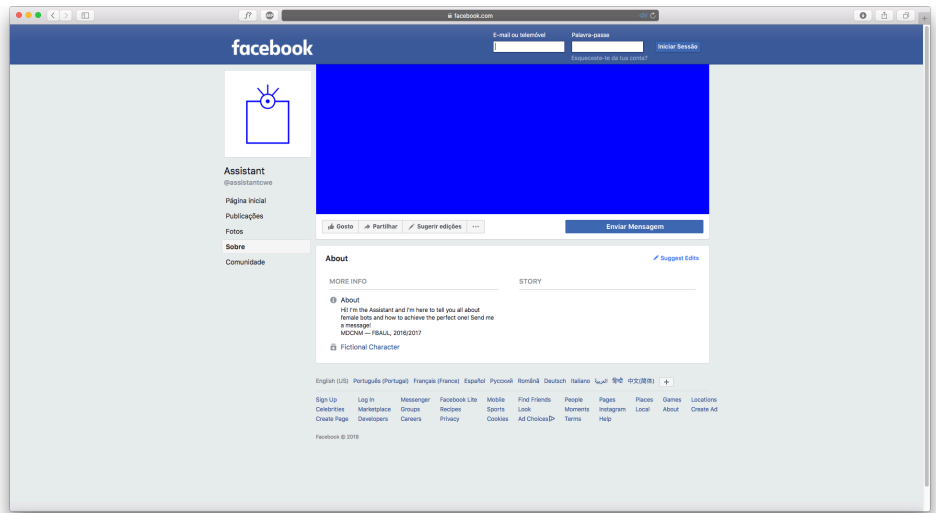 facebook.com
facebook
E-mail ou telemóvel
Palavra-passe
Iniciar Sessão
Esqueceste-te da tua conta?
Assistant
@assistantcwe
Página inicial
Publicações
Fotos
Sobre
Comunidade
Gosto Partilhar Sugerir edições ...
Enviar Mensagem
About
Suggest Edits
MORE INFO
STORY
About
Hi! I'm the Assistant and I'm here to tell you all about
female bots and how to achieve the perfect one! Send me
a message!
MDCNM — FBAUL, 2016/2017
Fictional Character
English (US) Português (Portugal) Français (France) Español Русский Română Deutsch Italiano العربية हिन्दी 中文(简体) +
Sign Up Log In Messenger Facebook Lite Mobile Find Friends People Pages Places Games Locations
Celebrities Marketplace Groups Recipes Sports Look Moments Instagram Local About Create Ad
Create Page Developers Careers Privacy Cookies Ad Choices Terms Help
Facebook © 2018